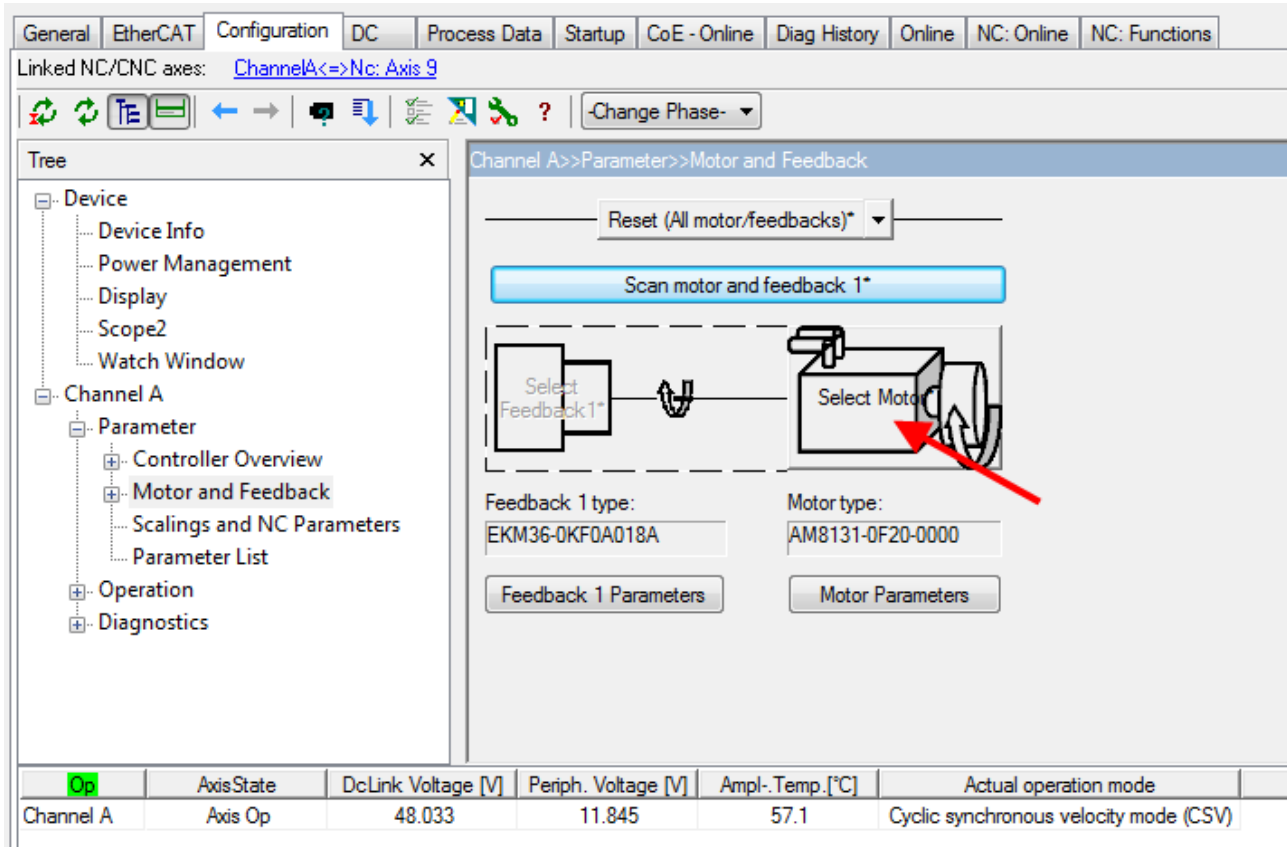 General EtherCAT Configuration DC Process Data Startup CoE - Online Diag History Online NC: Online NC: Functions
Linked NC/CNC axes: ChannelA<=>Nc: Axis 9
TE ? -Change Phase-
Tree ×
Channel A>>Parameter>>Motor and Feedback
Device
Device Info
Power Management
Display
Scope2
Watch Window
Channel A
Parameter
Controller Overview
Motor and Feedback
Scalings and NC Parameters
Parameter List
Operation
Diagnostics
Reset (All motor/feedbacks)*
Scan motor and feedback 1*
Select
Feedback1*
Select Motor
Feedback 1 type: Motor type:
EKM36-0KF0A018A AM8131-0F20-0000
Feedback 1 Parameters Motor Parameters
Op AxisState DcLink Voltage [V] Periph. Voltage [V] Ampl-.Temp.[°C] Actual operation mode
Channel A Axis Op 48.033 11.845 57.1 Cyclic synchronous velocity mode (CSV)